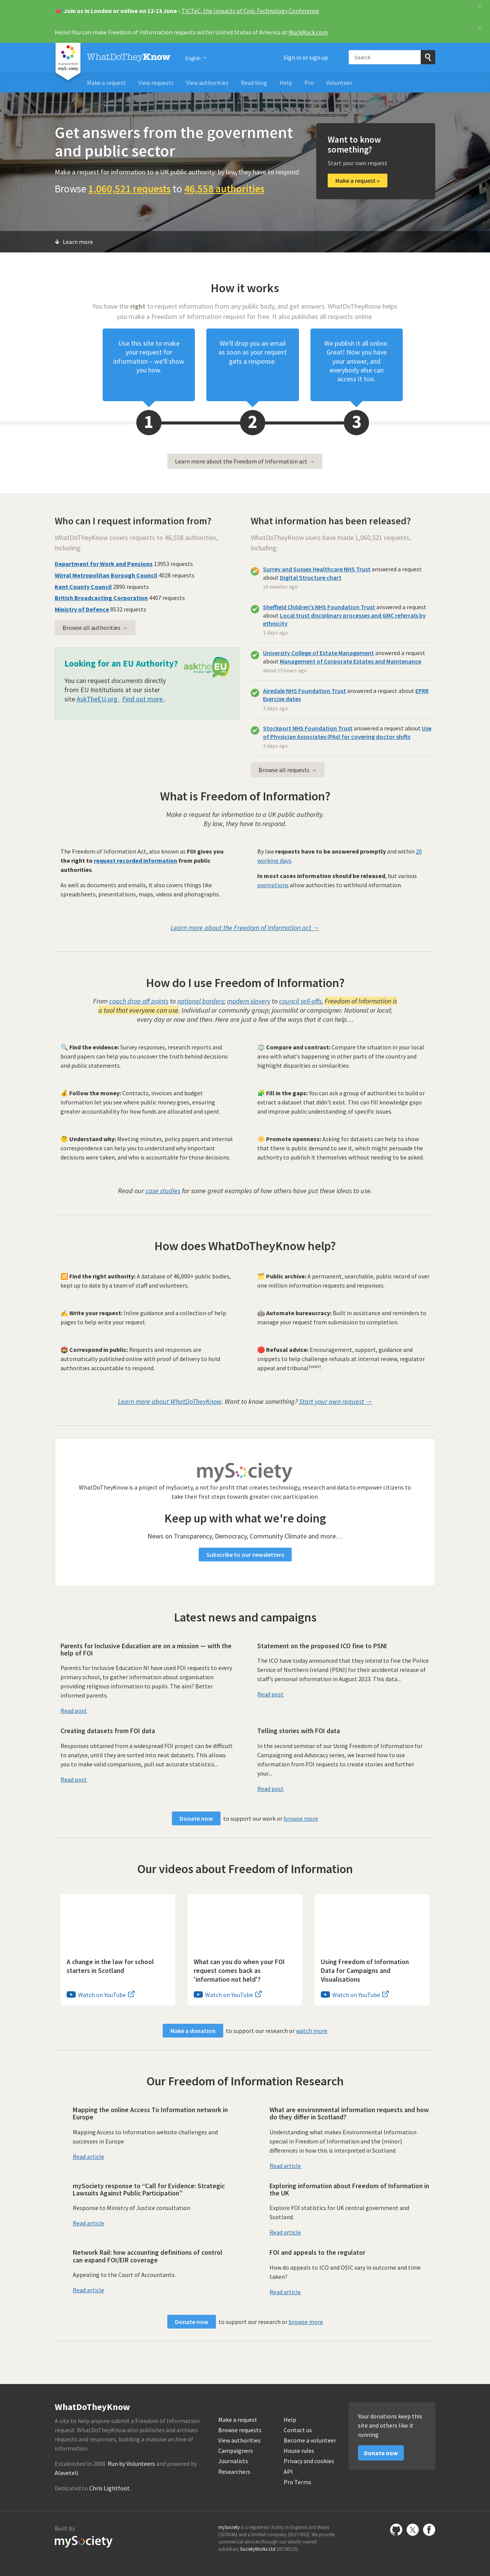 📣 Join us in London or online on 12-13 June - TICTeC, the Impacts of Civic Technology Conference
×
Hello! You can make Freedom of Information requests within United States of America at MuckRock.com
×
WhatDoTheyKnow
English
Sign in or sign up
Search
Make a request
View requests
View authorities
Read blog
Help
Pro
Volunteer
Get answers from the government
and public sector
Make a request for information to a UK public authority: by law, they have to respond
Browse 1,060,521 requests to 46,558 authorities
Want to know
something?
Start your own request
Make a request »
Learn more
How it works
You have the right to request information from any public body, and get answers. WhatDoTheyKnow helps
you make a Freedom of Information request for free. It also publishes all requests online.
Use this site to make
your request for
information – we'll show
you how.
We'll drop you an email
as soon as your request
gets a response.
We publish it all online.
Great! Now you have
your answer, and
everybody else can
access it too.
1
2
3
Learn more about the Freedom of Information act →
Who can I request information from?
WhatDoTheyKnow covers requests to 46,558 authorities,
including:
Department for Work and Pensions 13953 requests
Wirral Metropolitan Borough Council 4028 requests
Kent County Council 2890 requests
British Broadcasting Corporation 4407 requests
Ministry of Defence 8532 requests
Browse all authorities →
Looking for an EU Authority?
You can request documents directly
from EU Institutions at our sister
site AskTheEU.org . Find out more .
asktheEU
What information has been released?
WhatDoTheyKnow users have made 1,060,521 requests,
including:
Surrey and Sussex Healthcare NHS Trust answered a request
about Digital Structure chart
18 minutes ago
Sheffield Children's NHS Foundation Trust answered a request
about Local trust disciplinary processes and GMC referrals by
ethnicity
2 days ago
University College of Estate Management answered a request
about Management of Corporate Estates and Maintenance
about 15 hours ago
Airedale NHS Foundation Trust answered a request about EPRR
Exercise dates
3 days ago
Stockport NHS Foundation Trust answered a request about Use
of Physician Associates (PAs) for covering doctor shifts
3 days ago
Browse all requests →
What is Freedom of Information?
Make a request for information to a UK public authority.
By law, they have to respond.
The Freedom of Information Act, also known as FOI gives you
the right to request recorded information from public
authorities.
As well as documents and emails, it also covers things like
spreadsheets, presentations, maps, videos and photographs.
By law requests have to be answered promptly and within 20
working days.
In most cases information should be released, but various
exemptions allow authorities to withhold information.
Learn more about the Freedom of Information act →
How do I use Freedom of Information?
From coach drop off points to national borders; modern slavery to council sell-offs, Freedom of Information is
a tool that everyone can use. Individual or community group; journalist or campaigner. National or local;
every day or now and then. Here are just a few of the ways that it can help…
🔍 Find the evidence: Survey responses, research reports and
board papers can help you to uncover the truth behind decisions
and public statements.
⚖️ Compare and contrast: Compare the situation in your local
area with what's happening in other parts of the country and
highlight disparities or similarities.
💰 Follow the money: Contracts, invoices and budget
information let you see where public money goes, ensuring
greater accountability for how funds are allocated and spent.
🧩 Fill in the gaps: You can ask a group of authorities to build or
extract a dataset that didn't exist. This can fill knowledge gaps
and improve public understanding of specific issues.
🤔 Understand why: Meeting minutes, policy papers and internal
correspondence can help you to understand why important
decisions were taken, and who is accountable for those decisions.
☀️ Promote openness: Asking for datasets can help to show
that there is public demand to see it, which might persuade the
authority to publish it themselves without needing to be asked.
Read our case studies for some great examples of how others have put these ideas to use.
How does WhatDoTheyKnow help?
🔀 Find the right authority: A database of 46,000+ public bodies,
kept up to date by a team of staff and volunteers.
🗂️ Public archive: A permanent, searchable, public record of over
one million information requests and responses.
✍️ Write your request: Inline guidance and a collection of help
pages to help write your request.
🤖 Automate bureaucracy: Built in assistance and reminders to
manage your request from submission to completion.
📮 Correspond in public: Requests and responses are
automatically published online with proof of delivery to hold
authorities accountable to respond.
🛑 Refusal advice: Encouragement, support, guidance and
snippets to help challenge refusals at internal review, regulator
appeal and tribunal(soon!)
Learn more about WhatDoTheyKnow. Want to know something? Start your own request →
mySociety
WhatDoTheyKnow is a project of mySociety, a not for profit that creates technology, research and data to empower citizens to
take their first steps towards greater civic participation.
Keep up with what we're doing
News on Transparency, Democracy, Community Climate and more…
Subscribe to our newsletters
Latest news and campaigns
Parents for Inclusive Education are on a mission — with the
help of FOI
Parents for Inclusive Education NI have used FOI requests to every
primary school, to gather information about organisation
providing religious information to pupils. The aim? Better
informed parents.
Read post
Statement on the proposed ICO fine to PSNI
The ICO have today announced that they intend to fine the Police
Service of Northern Ireland (PSNI) for their accidental release of
staff's personal information in August 2023. This data...
Read post
Creating datasets from FOI data
Responses obtained from a widespread FOI project can be difficult
to analyse, until they are sorted into neat datasets. This allows
you to make valid comparisons, pull out accurate statistics...
Read post
Telling stories with FOI data
In the second seminar of our Using Freedom of Information for
Campaigning and Advocacy series, we learned how to use
information from FOI requests to create stories and further
your...
Read post
Donate now to support our work or browse more
Our videos about Freedom of Information
A change in the law for school
starters in Scotland
Watch on YouTube
What can you do when your FOI
request comes back as
'information not held'?
Watch on YouTube
Using Freedom of Information
Data for Campaigns and
Visualisations
Watch on YouTube
Make a donation to support our research or watch more
Our Freedom of Information Research
Mapping the online Access To Information network in
Europe
Mapping Access to Information website challenges and
successes in Europe
Read article
What are environmental information requests and how
do they differ in Scotland?
Understanding what makes Environmental Information
special in Freedom of Information and the (minor)
differences in how this is interpreted in Scotland.
Read article
mySociety response to “Call for Evidence: Strategic
Lawsuits Against Public Participation”
Response to Ministry of Justice consultation
Read article
Exploring information about Freedom of Information in
the UK
Explore FOI statistics for UK central government and
Scotland.
Read article
Network Rail: how accounting definitions of control
can expand FOI/EIR coverage
Appealing to the Court of Accountants.
Read article
FOI and appeals to the regulator
How do appeals to ICO and OSIC vary in outcome and time
taken?
Read article
Donate now to support our research or browse more
WhatDoTheyKnow
A site to help anyone submit a Freedom of Information
request. WhatDoTheyKnow also publishes and archives
requests and responses, building a massive archive of
information.
Established in 2008. Run by Volunteers and powered by
Alaveteli.
Dedicated to Chris Lightfoot.
Make a request
Browse requests
View authorities
Campaigners
Journalists
Researchers
Help
Contact us
Become a volunteer
House rules
Privacy and cookies
API
Pro Terms
Your donations keep this
site and others like it
running
Donate now
Built by
mySociety
mySociety is a registered charity in England and Wales
(1076346) and a limited company (03277032). We provide
commercial services through our wholly owned
subsidiary SocietyWorks Ltd (05798215).